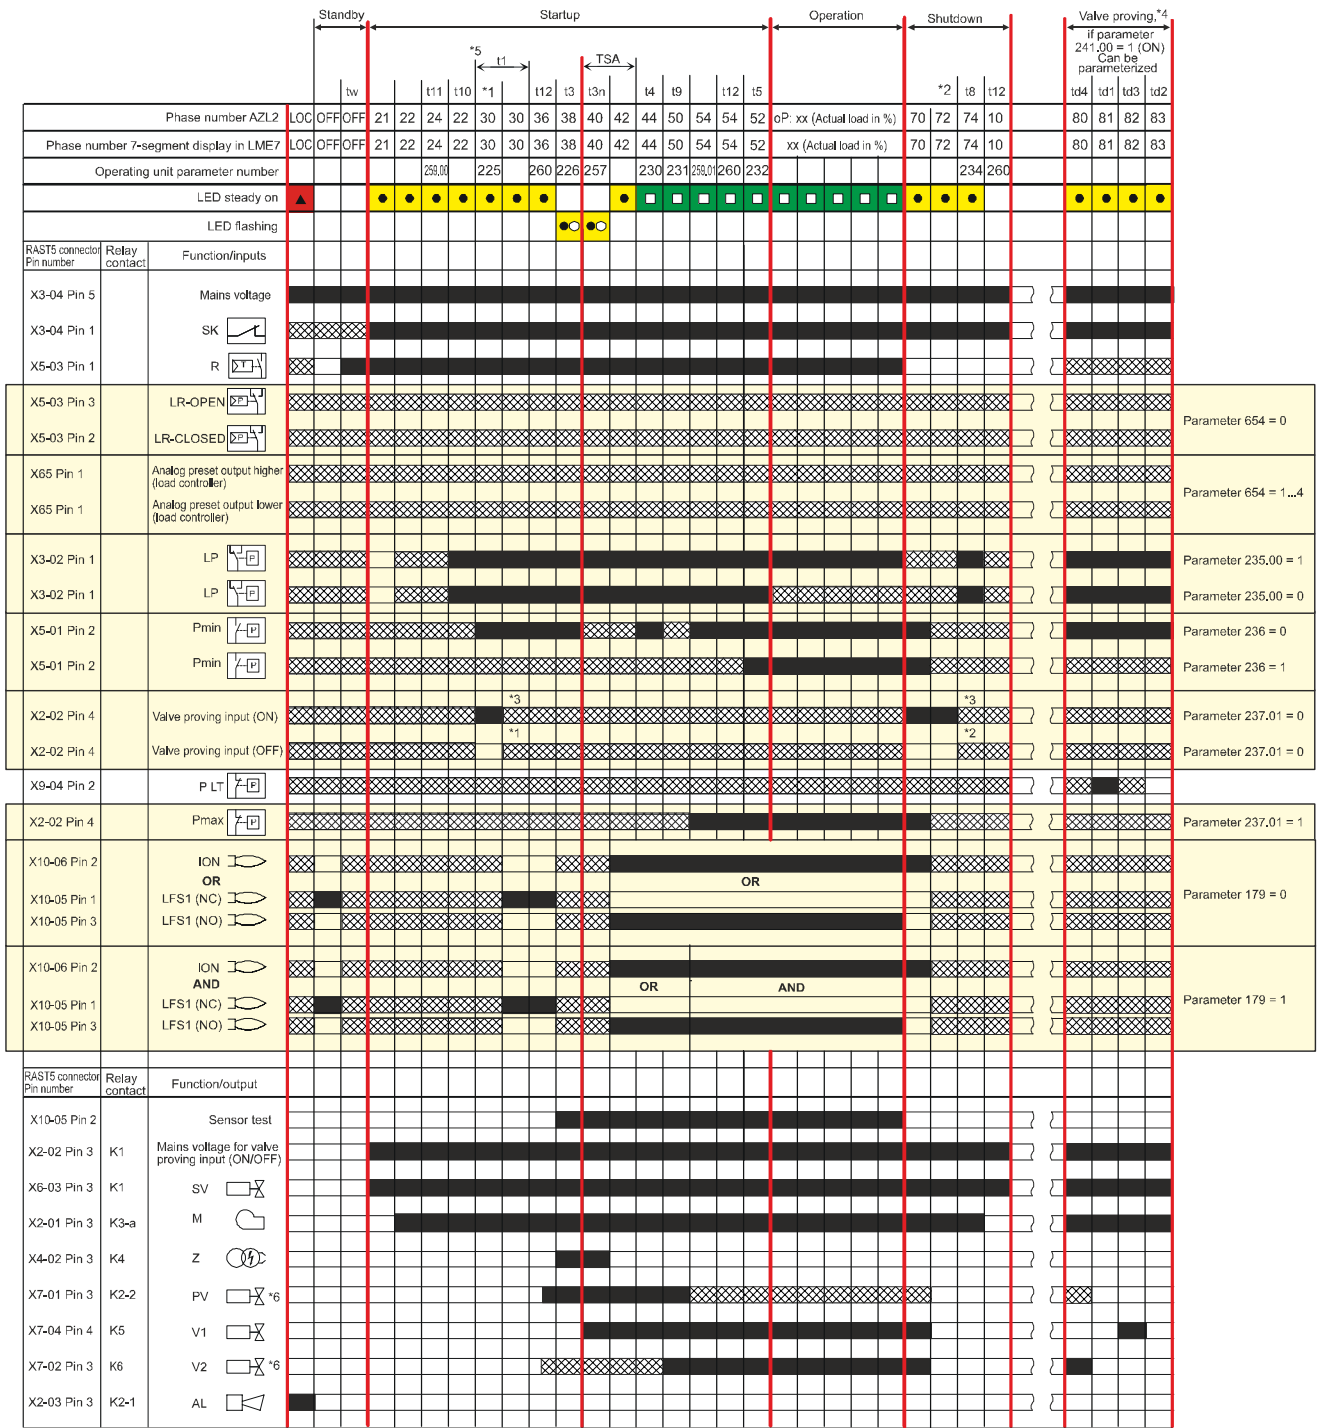 Standby Startup Operation Shutdown Valve proving,*4
if parameter
241.00 = 1 (ON)
Can be
parameterized
*5 t1 TSA
tw t11 t10 *1 t12 t3 t3n t4 t9 t12 t5 *2 t8 t12 td4 td1 td3 td2
Phase number AZL2 LOC OFF OFF 21 22 24 22 30 30 36 38 40 42 44 50 54 54 52 oP: xx (Actual load in %) 70 72 74 10 80 81 82 83
Phase number 7-segment display in LME7 LOC OFF OFF 21 22 24 22 30 30 36 38 40 42 44 50 54 54 52 xx (Actual load in %) 70 72 74 10 80 81 82 83
Operating unit parameter number 259.00 225 260 226 257 230 231 259.01 260 232 234 260
LED steady on
LED flashing
RAST5 connector Relay Function/inputs
Pin number contact
X3-04 Pin 5 Mains voltage
X3-04 Pin 1 SK
X5-03 Pin 1 R T
X5-03 Pin 3 LR-OPEN P
X5-03 Pin 2 LR-CLOSED P
Parameter 654 = 0
X65 Pin 1 Analog preset output higher
(load controller)
X65 Pin 1 Analog preset output lower
(load controller)
Parameter 654 = 1...4
X3-02 Pin 1 LP P Parameter 235.00 = 1
X3-02 Pin 1 LP P Parameter 235.00 = 0
X5-01 Pin 2 Pmin P Parameter 236 = 0
X5-01 Pin 2 Pmin P Parameter 236 = 1
*3 *3
X2-02 Pin 4 Valve proving input (ON) Parameter 237.01 = 0
*1 *2
X2-02 Pin 4 Valve proving input (OFF) Parameter 237.01 = 0
X9-04 Pin 2 P LT P
X2-02 Pin 4 Pmax P Parameter 237.01 = 1
X10-06 Pin 2 ION
OR OR
X10-05 Pin 1 LFS1 (NC) Parameter 179 = 0
X10-05 Pin 3 LFS1 (NO)
X10-06 Pin 2 ION
AND OR AND
X10-05 Pin 1 LFS1 (NC) Parameter 179 = 1
X10-05 Pin 3 LFS1 (NO)
RAST5 connector Relay Function/output
Pin number contact
X10-05 Pin 2 Sensor test
X2-02 Pin 3 K1 Mains voltage for valve
proving input (ON/OFF)
X6-03 Pin 3 K1 SV
X2-01 Pin 3 K3-a M
X4-02 Pin 3 K4 Z
X7-01 Pin 3 K2-2 PV *6
X7-04 Pin 4 K5 V1
X7-02 Pin 3 K6 V2 *6
X2-03 Pin 3 K2-1 AL